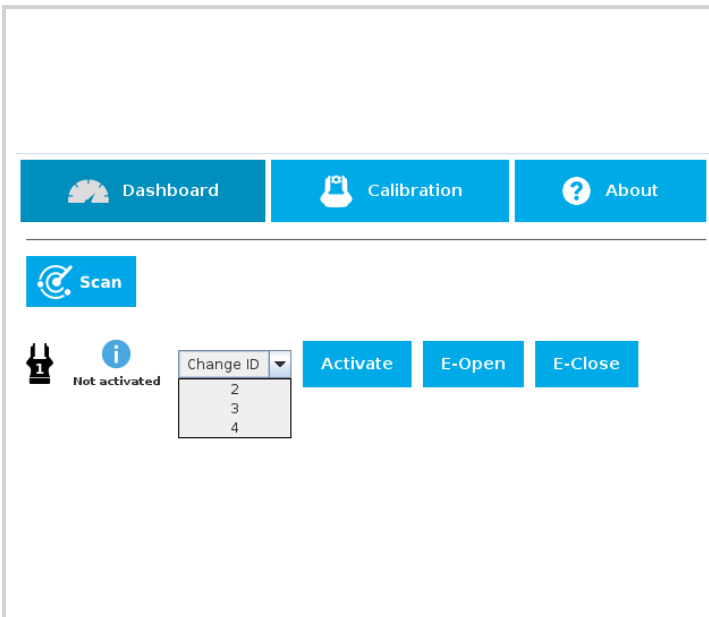 Dashboard
Calibration
? About
Scan
1
i
Not activated
Change ID
Activate
E-Open
E-Close
2
3
4